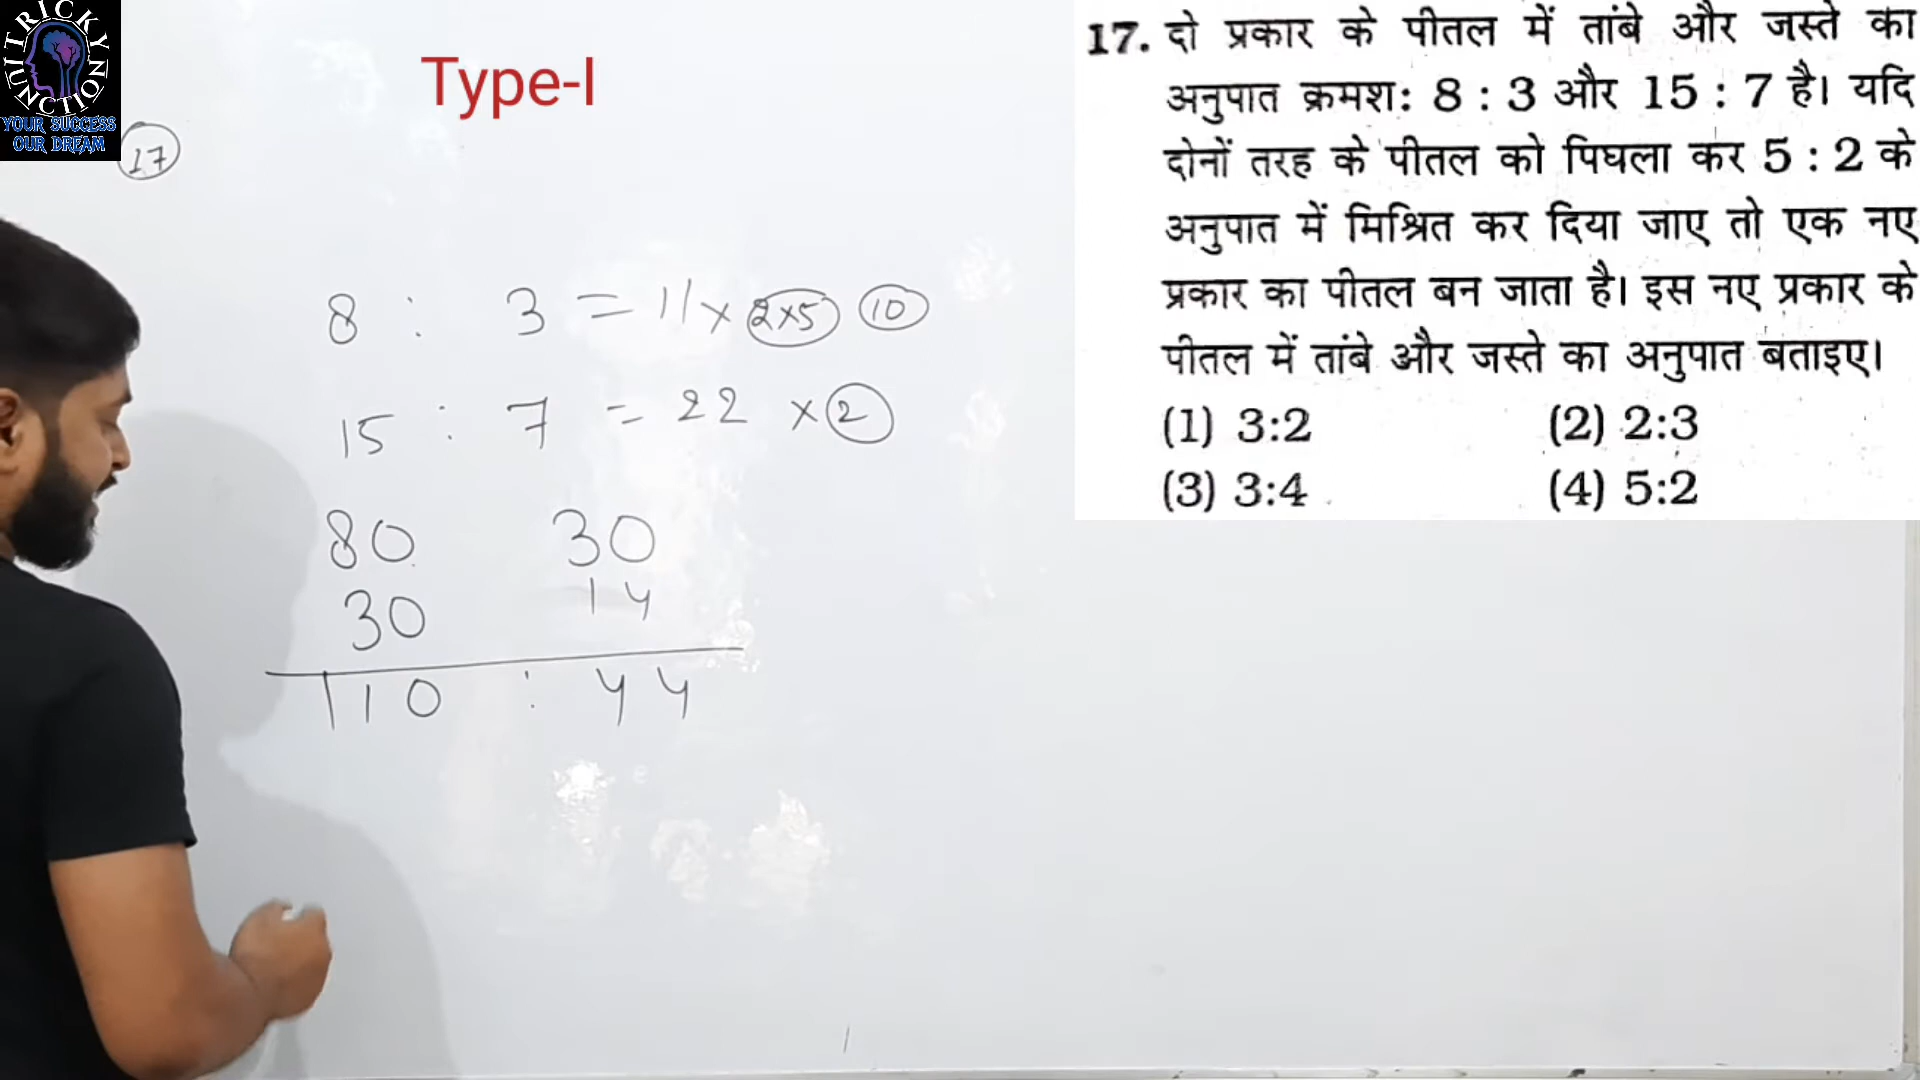 TRICKY
NUITJUNCTION
YOUR SUCCESS
OUR DREAM
Type-I
17
8 : 3 = 11 × 2×5 10
15 : 7 = 22 × 2
80 30
30 14
110 : 44
17. दो प्रकार के पीतल में तांबे और जस्ते का
अनुपात क्रमश: 8 : 3 और 15 : 7 है। यदि
दोनों तरह के पीतल को पिघला कर 5 : 2 के
अनुपात में मिश्रित कर दिया जाए तो एक नए
प्रकार का पीतल बन जाता है। इस नए प्रकार के
पीतल में तांबे और जस्ते का अनुपात बताइए।
(1) 3:2 (2) 2:3
(3) 3:4 (4) 5:2